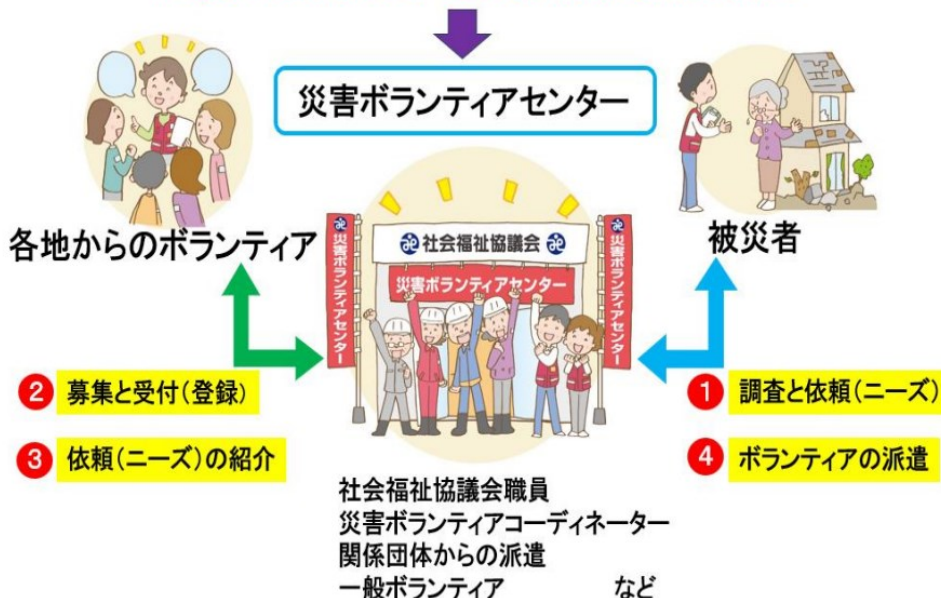 災害ボランティアセンター
各地からのボランティア
被災者
社会福祉協議会
災害ボランティアセンター
災害ボランティアセンター
災害ボランティアセンター
② 募集と受付(登録)
③ 依頼(ニーズ)の紹介
① 調査と依頼(ニーズ)
④ ボランティアの派遣
社会福祉協議会職員
災害ボランティアコーディネーター
関係団体からの派遣
一般ボランティア など